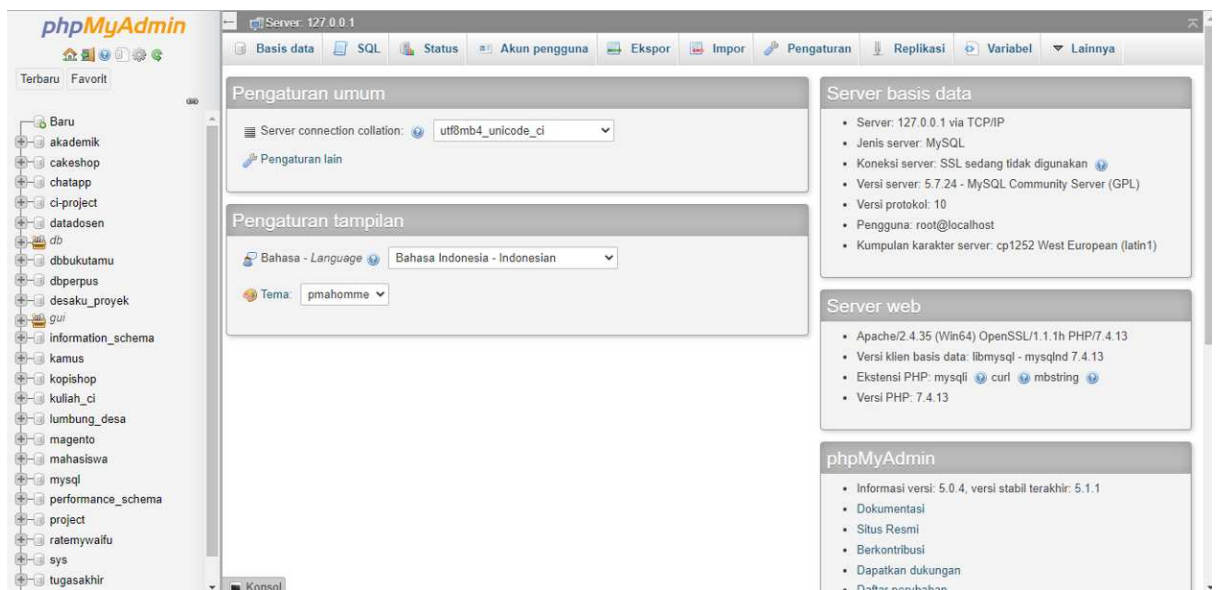 phpMyAdmin
Terbaru Favorit
Baru
akademik
cakeshop
chatapp
ci-project
datadosen
db
dbbukutamu
dbperpus
desaku_proyek
gui
information_schema
kamus
kopishop
kuliah_ci
lumbung_desa
magento
mahasiswa
mysql
performance_schema
project
ratemywaifu
sys
tugasakhir
Server: 127.0.0.1
Basis data SQL Status Akun pengguna Ekspor Impor Pengaturan Replikasi Variabel Lainnya
Pengaturan umum
Server connection collation: utf8mb4_unicode_ci
Pengaturan lain
Pengaturan tampilan
Bahasa - Language Bahasa Indonesia - Indonesian
Tema: pmahomme
Konsol
Server basis data
Server: 127.0.0.1 via TCP/IP
Jenis server: MySQL
Koneksi server: SSL sedang tidak digunakan
Versi server: 5.7.24 - MySQL Community Server (GPL)
Versi protokol: 10
Pengguna: root@localhost
Kumpulan karakter server: cp1252 West European (latin1)
Server web
Apache/2.4.35 (Win64) OpenSSL/1.1.1h PHP/7.4.13
Versi klien basis data: libmysql - mysqlnd 7.4.13
Ekstensi PHP: mysqli curl mbstring
Versi PHP: 7.4.13
phpMyAdmin
Informasi versi: 5.0.4, versi stabil terakhir: 5.1.1
Dokumentasi
Situs Resmi
Berkontribusi
Dapatkan dukungan
Daftar perubahan